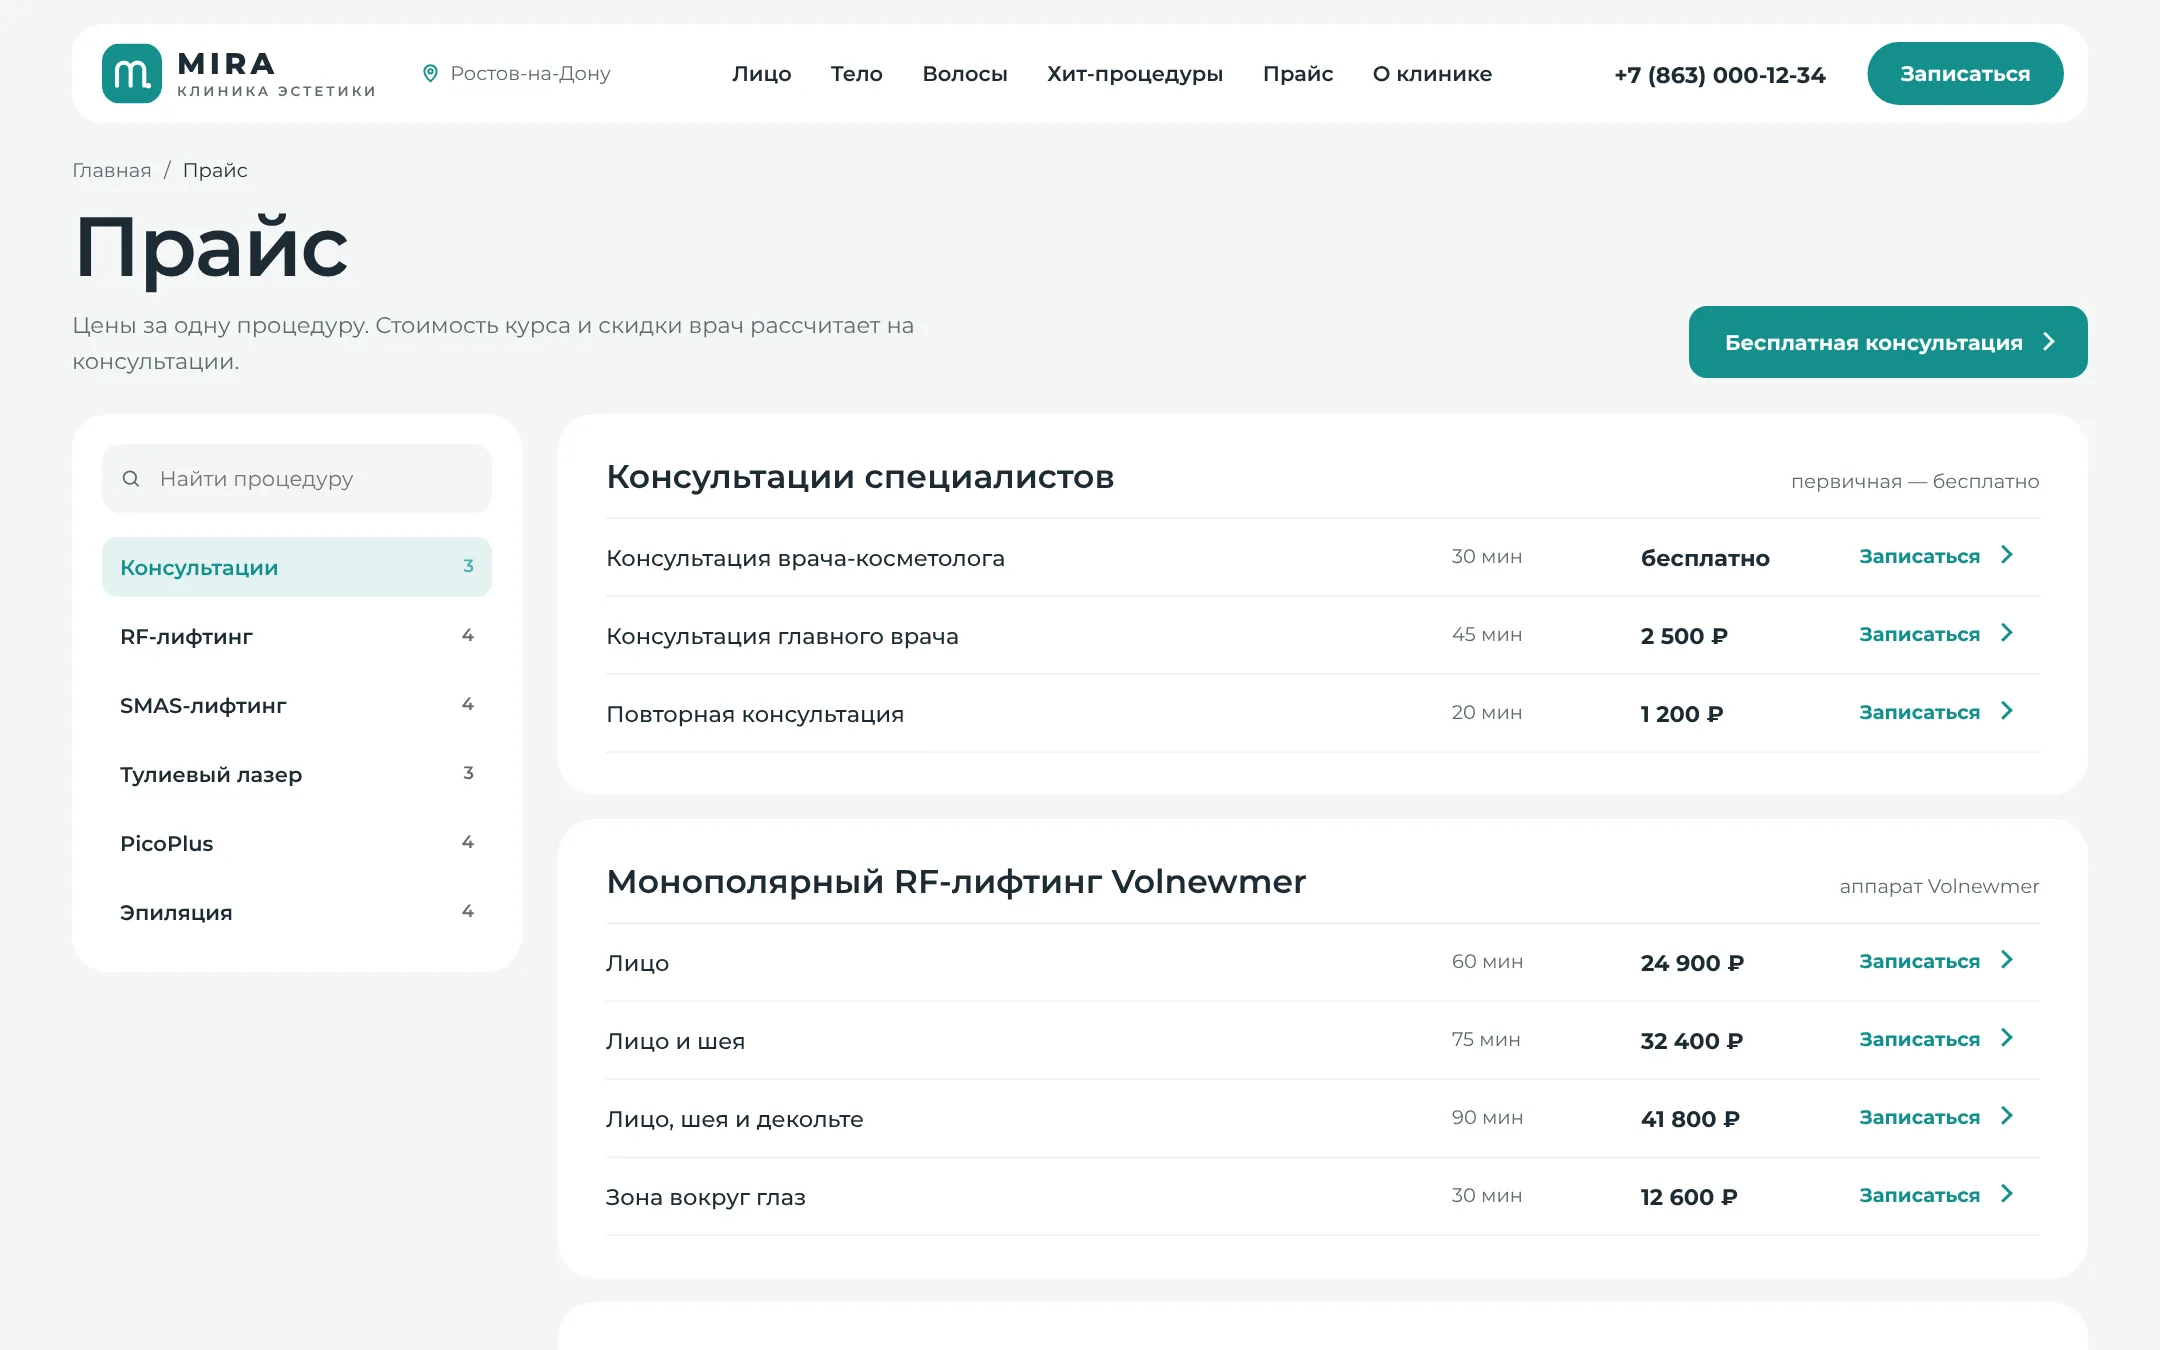 MIRA
КЛИНИКА ЭСТЕТИКИ
Ростов-на-Дону
Лицо
Тело
Волосы
Хит-процедуры
Прайс
О клинике
+7 (863) 000-12-34
Записаться
Главная / Прайс
Прайс
Цены за одну процедуру. Стоимость курса и скидки врач рассчитает на
консультации.
Бесплатная консультация
Найти процедуру
Консультации 3
RF-лифтинг 4
SMAS-лифтинг 4
Тулиевый лазер 3
PicoPlus 4
Эпиляция 4
Консультации специалистов
первичная — бесплатно
Консультация врача-косметолога 30 мин бесплатно Записаться
Консультация главного врача 45 мин 2 500 ₽ Записаться
Повторная консультация 20 мин 1 200 ₽ Записаться
Монополярный RF-лифтинг Volnewmer
аппарат Volnewmer
Лицо 60 мин 24 900 ₽ Записаться
Лицо и шея 75 мин 32 400 ₽ Записаться
Лицо, шея и декольте 90 мин 41 800 ₽ Записаться
Зона вокруг глаз 30 мин 12 600 ₽ Записаться